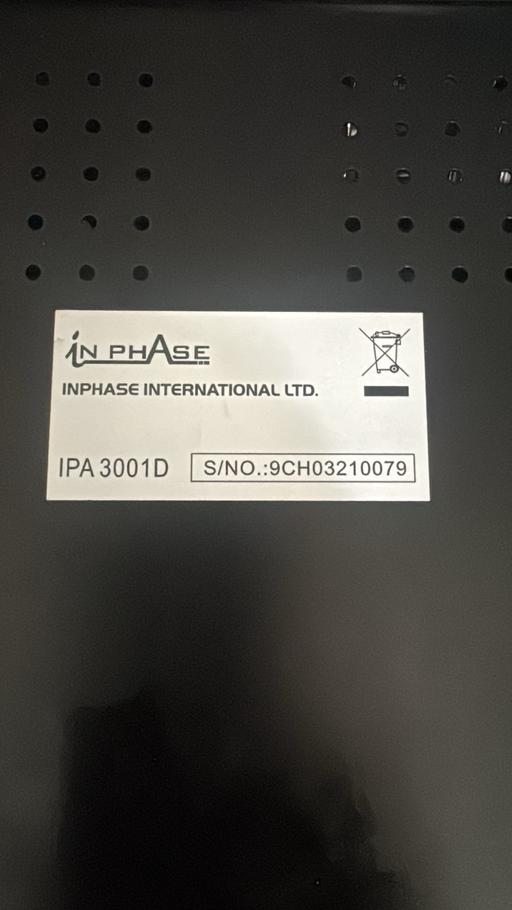 iN PHASE
INPHASE INTERNATIONAL LTD.
IPA 3001D
S/NO.:9CH03210079